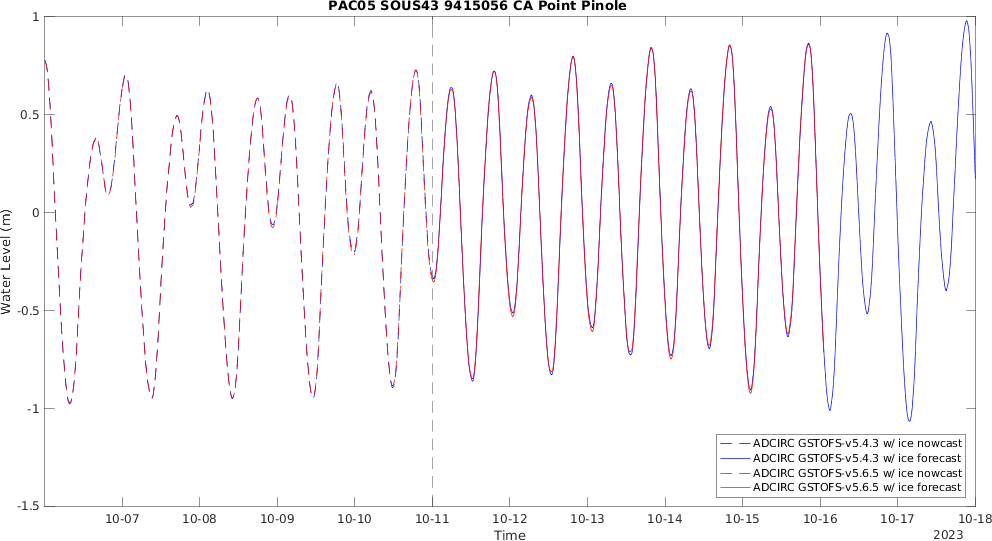 PAC05 SOUS43 9415056 CA Point Pinole
Water Level (m)
1
0.5
0
-0.5
-1
-1.5
ADCIRC GSTOFS-v5.4.3 w/ ice nowcast
ADCIRC GSTOFS-v5.4.3 w/ ice forecast
ADCIRC GSTOFS-v5.6.5 w/ ice nowcast
ADCIRC GSTOFS-v5.6.5 w/ ice forecast
10-07 10-08 10-09 10-10 10-11 10-12 10-13 10-14 10-15 10-16 10-17 10-18
Time
2023